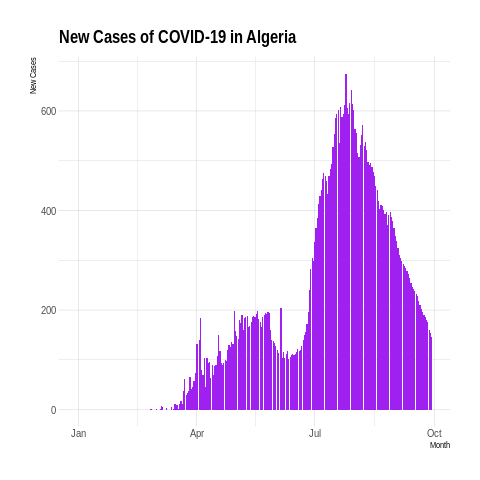 New Cases of COVID-19 in Algeria
New Cases
600
400
200
0
Jan
Apr
Jul
Oct
Month